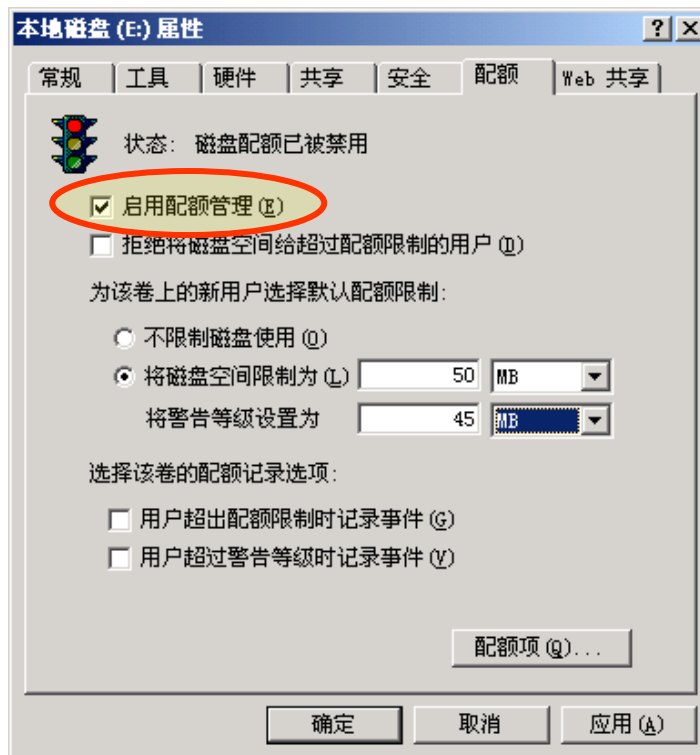 本地磁盘 (E:) 属性
常规 工具 硬件 共享 安全 配额 Web 共享
状态: 磁盘配额已被禁用
启用配额管理(E)
拒绝将磁盘空间给超过配额限制的用户(D)
为该卷上的新用户选择默认配额限制:
不限制磁盘使用(O)
将磁盘空间限制为(L) 50 MB
将警告等级设置为 45 MB
选择该卷的配额记录选项:
用户超出配额限制时记录事件(G)
用户超过警告等级时记录事件(V)
配额项(Q)...
确定 取消 应用(A)